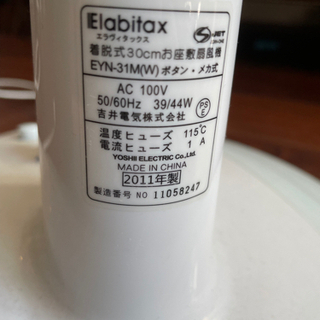 Elabitax
エラヴィタックス
S-JET
着脱式30cmお座敷扇風機
EYN-31M(W) ボタン・メカ式
AC 100V
50/60Hz 39/44W
吉井電気株式会社
PSE
温度ヒューズ 115℃
電流ヒューズ 1 A
YOSHII ELECTRIC Co.,Ltd.
MADE IN CHINA
2011年製
製造番号 NO 11058247